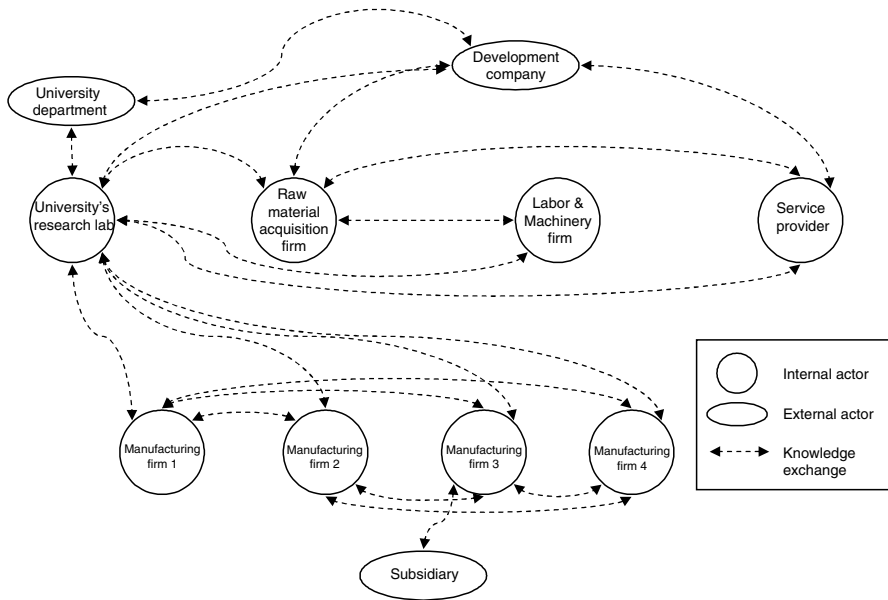 Development
company
University
department
University's
research lab
Raw
material
acquisition
firm
Labor &
Machinery
firm
Service
provider
Manufacturing
firm 1
Manufacturing
firm 2
Manufacturing
firm 3
Manufacturing
firm 4
Subsidiary
Internal actor
External actor
Knowledge
exchange